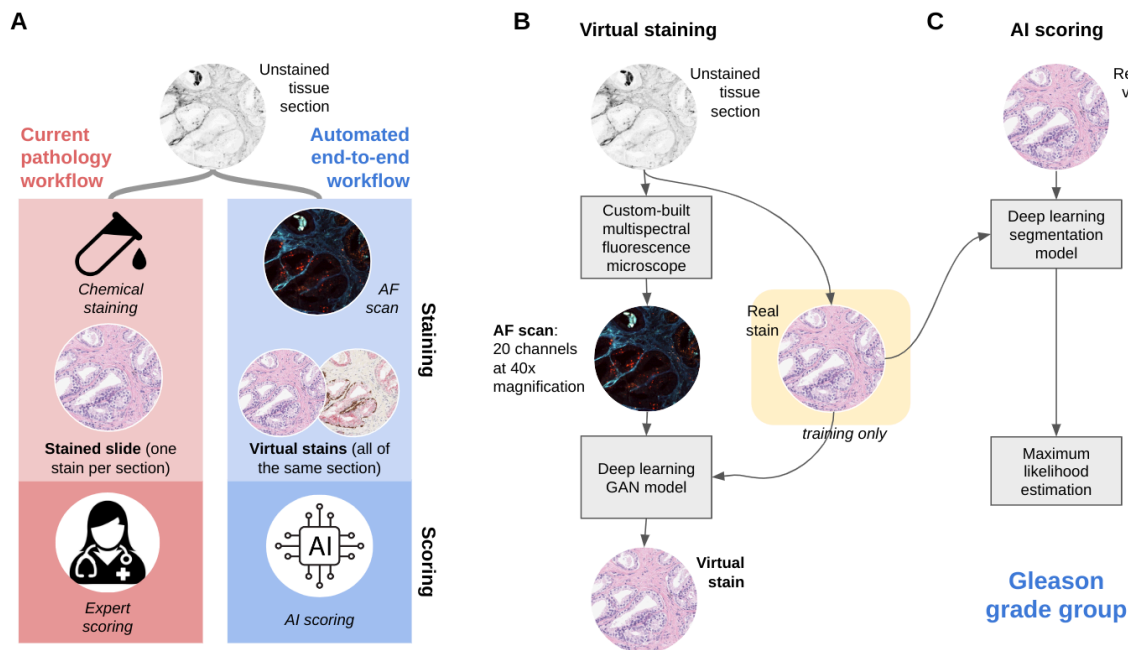 A
Unstained
tissue
section
Current
pathology
workflow
Automated
end-to-end
workflow
Chemical
staining
AF
scan
Staining
Stained slide (one
stain per section)
Virtual stains (all of
the same section)
AI
Expert
scoring
AI scoring
Scoring
B
Virtual staining
Unstained
tissue
section
Custom-built
multispectral
fluorescence
microscope
AF scan:
20 channels
at 40x
magnification
Real
stain
training only
Deep learning
GAN model
Virtual
stain
C
AI scoring
Deep learning
segmentation
model
Maximum
likelihood
estimation
Gleason
grade group